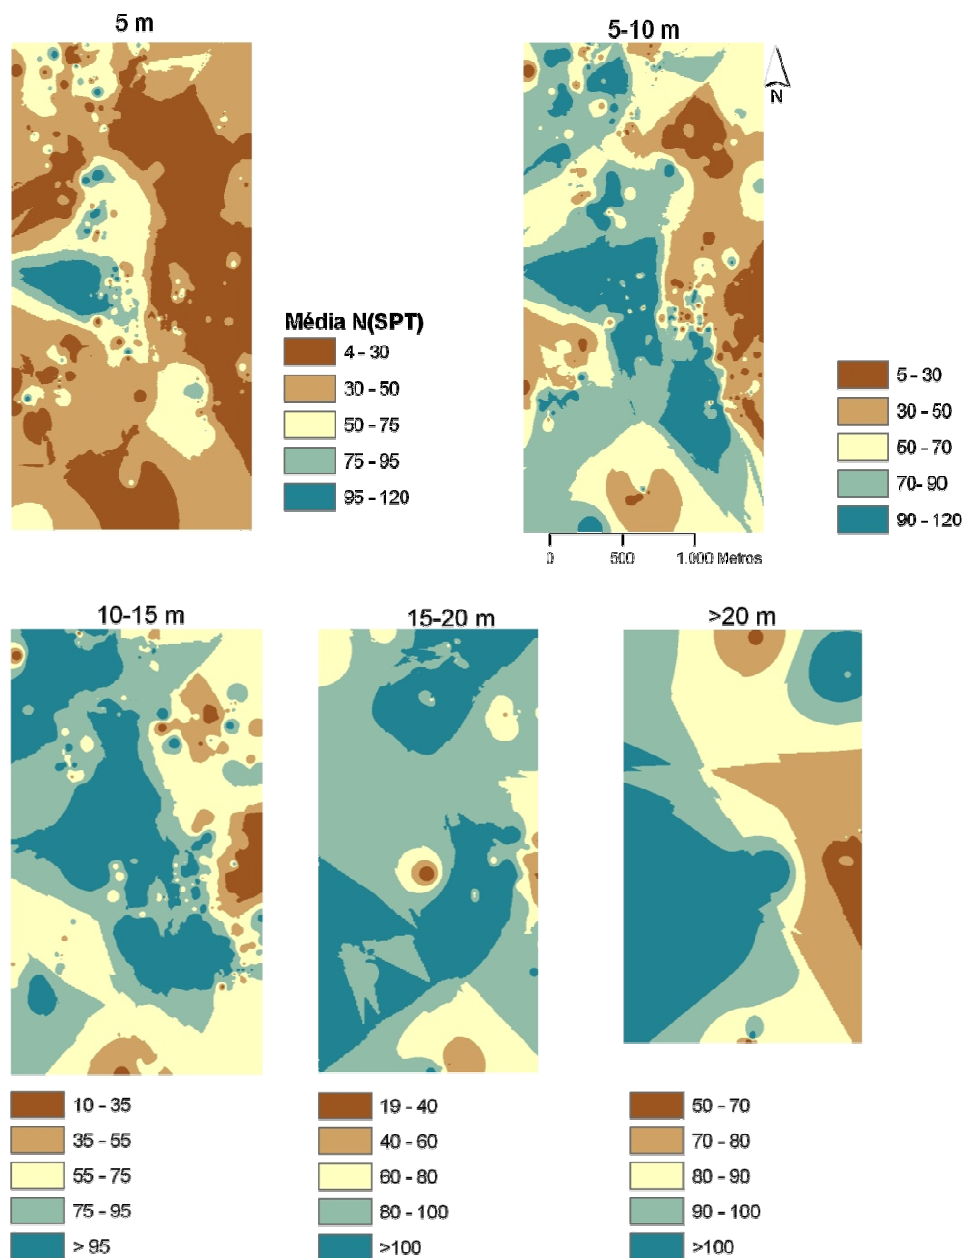 5 m
5-10 m
N
Média N(SPT)
4 - 30
30 - 50
50 - 75
75 - 95
95 - 120
5 - 30
30 - 50
50 - 70
70- 90
90 - 120
0 500 1.000 Metros
10-15 m
15-20 m
>20 m
10 - 35
35 - 55
55 - 75
75 - 95
> 95
19 - 40
40 - 60
60 - 80
80 - 100
>100
50 - 70
70 - 80
80 - 90
90 - 100
>100